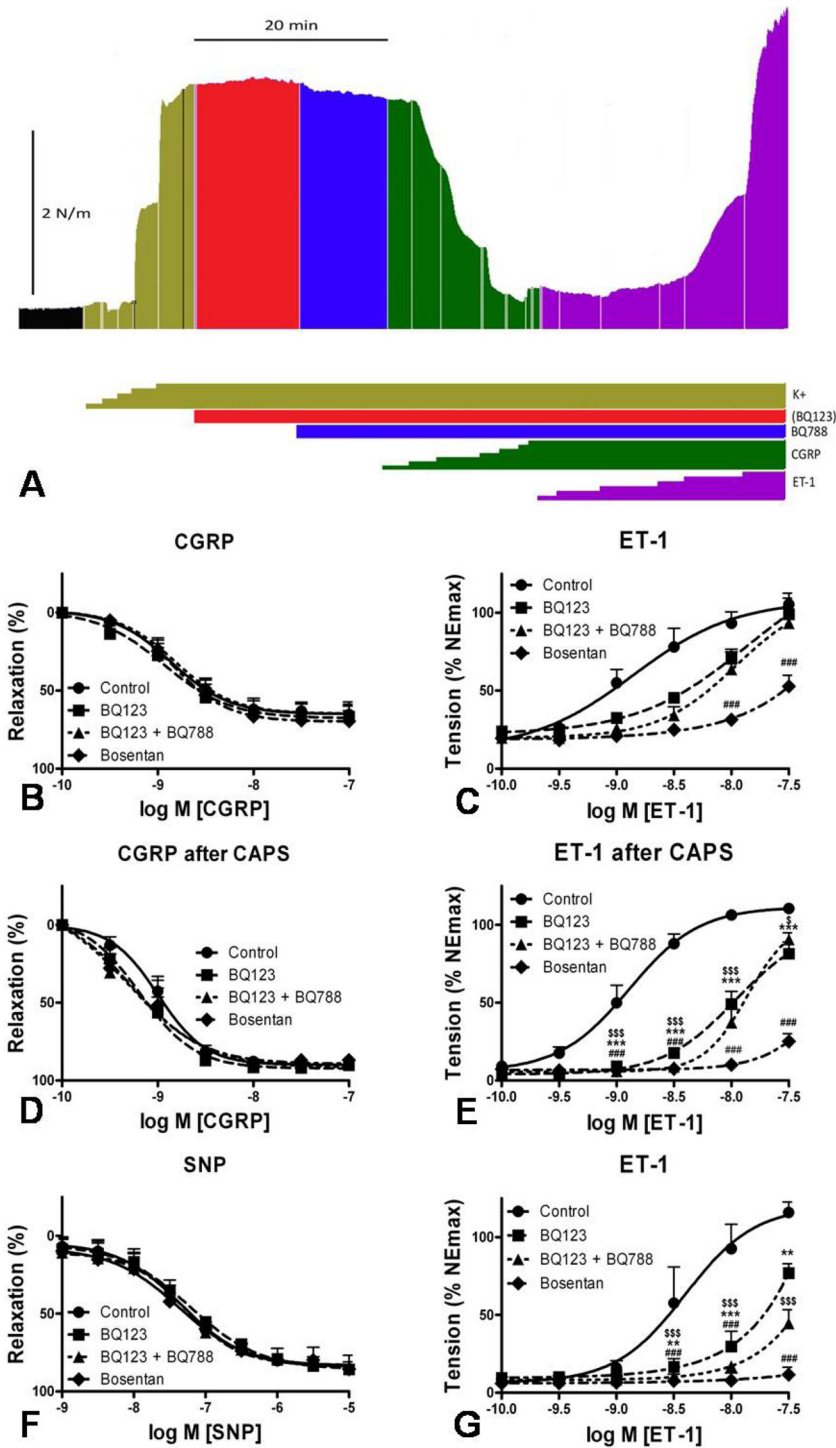 20 min
2 N/m
K+
(BQ123)
BQ788
CGRP
ET-1
A
CGRP
Relaxation (%)
0
50
100
Control
BQ123
BQ123 + BQ788
Bosentan
-10
-9
-8
-7
log M [CGRP]
B
ET-1
Tension (% NEmax)
100
50
0
Control
BQ123
BQ123 + BQ788
Bosentan
###
###
-10.0
-9.5
-9.0
-8.5
-8.0
-7.5
log M [ET-1]
C
CGRP after CAPS
Relaxation (%)
0
50
100
Control
BQ123
BQ123 + BQ788
Bosentan
-10
-9
-8
-7
log M [CGRP]
D
ET-1 after CAPS
Tension (% NEmax)
100
50
0
Control
BQ123
BQ123 + BQ788
Bosentan
$$$
***
###
$$$
***
###
$$$
***
###
$
***
###
-10.0
-9.5
-9.0
-8.5
-8.0
-7.5
log M [ET-1]
E
SNP
Relaxation (%)
0
50
100
Control
BQ123
BQ123 + BQ788
Bosentan
-9
-8
-7
-6
-5
log M [SNP]
F
ET-1
Tension (% NEmax)
100
50
0
Control
BQ123
BQ123 + BQ788
Bosentan
$$$
**
###
$$$
***
###
**
$$$
###
-10.0
-9.5
-9.0
-8.5
-8.0
-7.5
log M [ET-1]
G